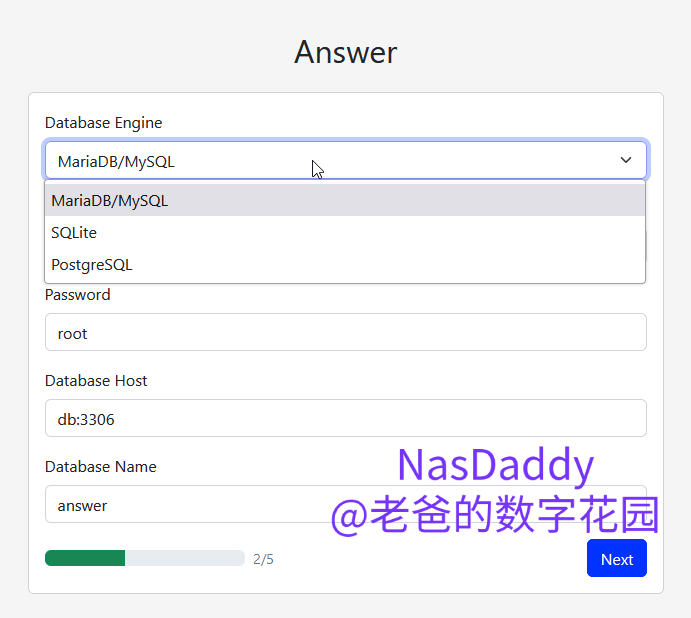 Answer
Database Engine
MariaDB/MySQL
MariaDB/MySQL
SQLite
PostgreSQL
Password
root
Database Host
db:3306
Database Name
answer
NasDaddy
@老爸的数字花园
2/5
Next